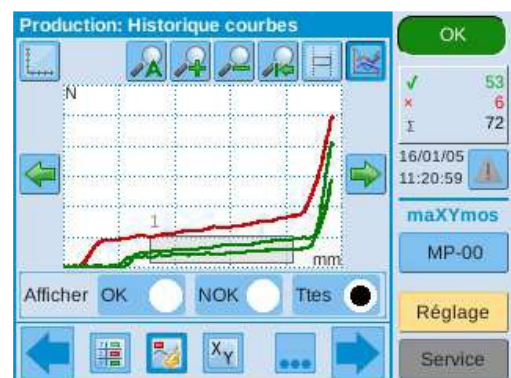 Production: Historique courbes
OK
A
N
1
mm
53
6
Σ 72
16/01/05
11:20:59
maXYmos
MP-00
Afficher OK NOK Ttes
Réglage
XY
Service